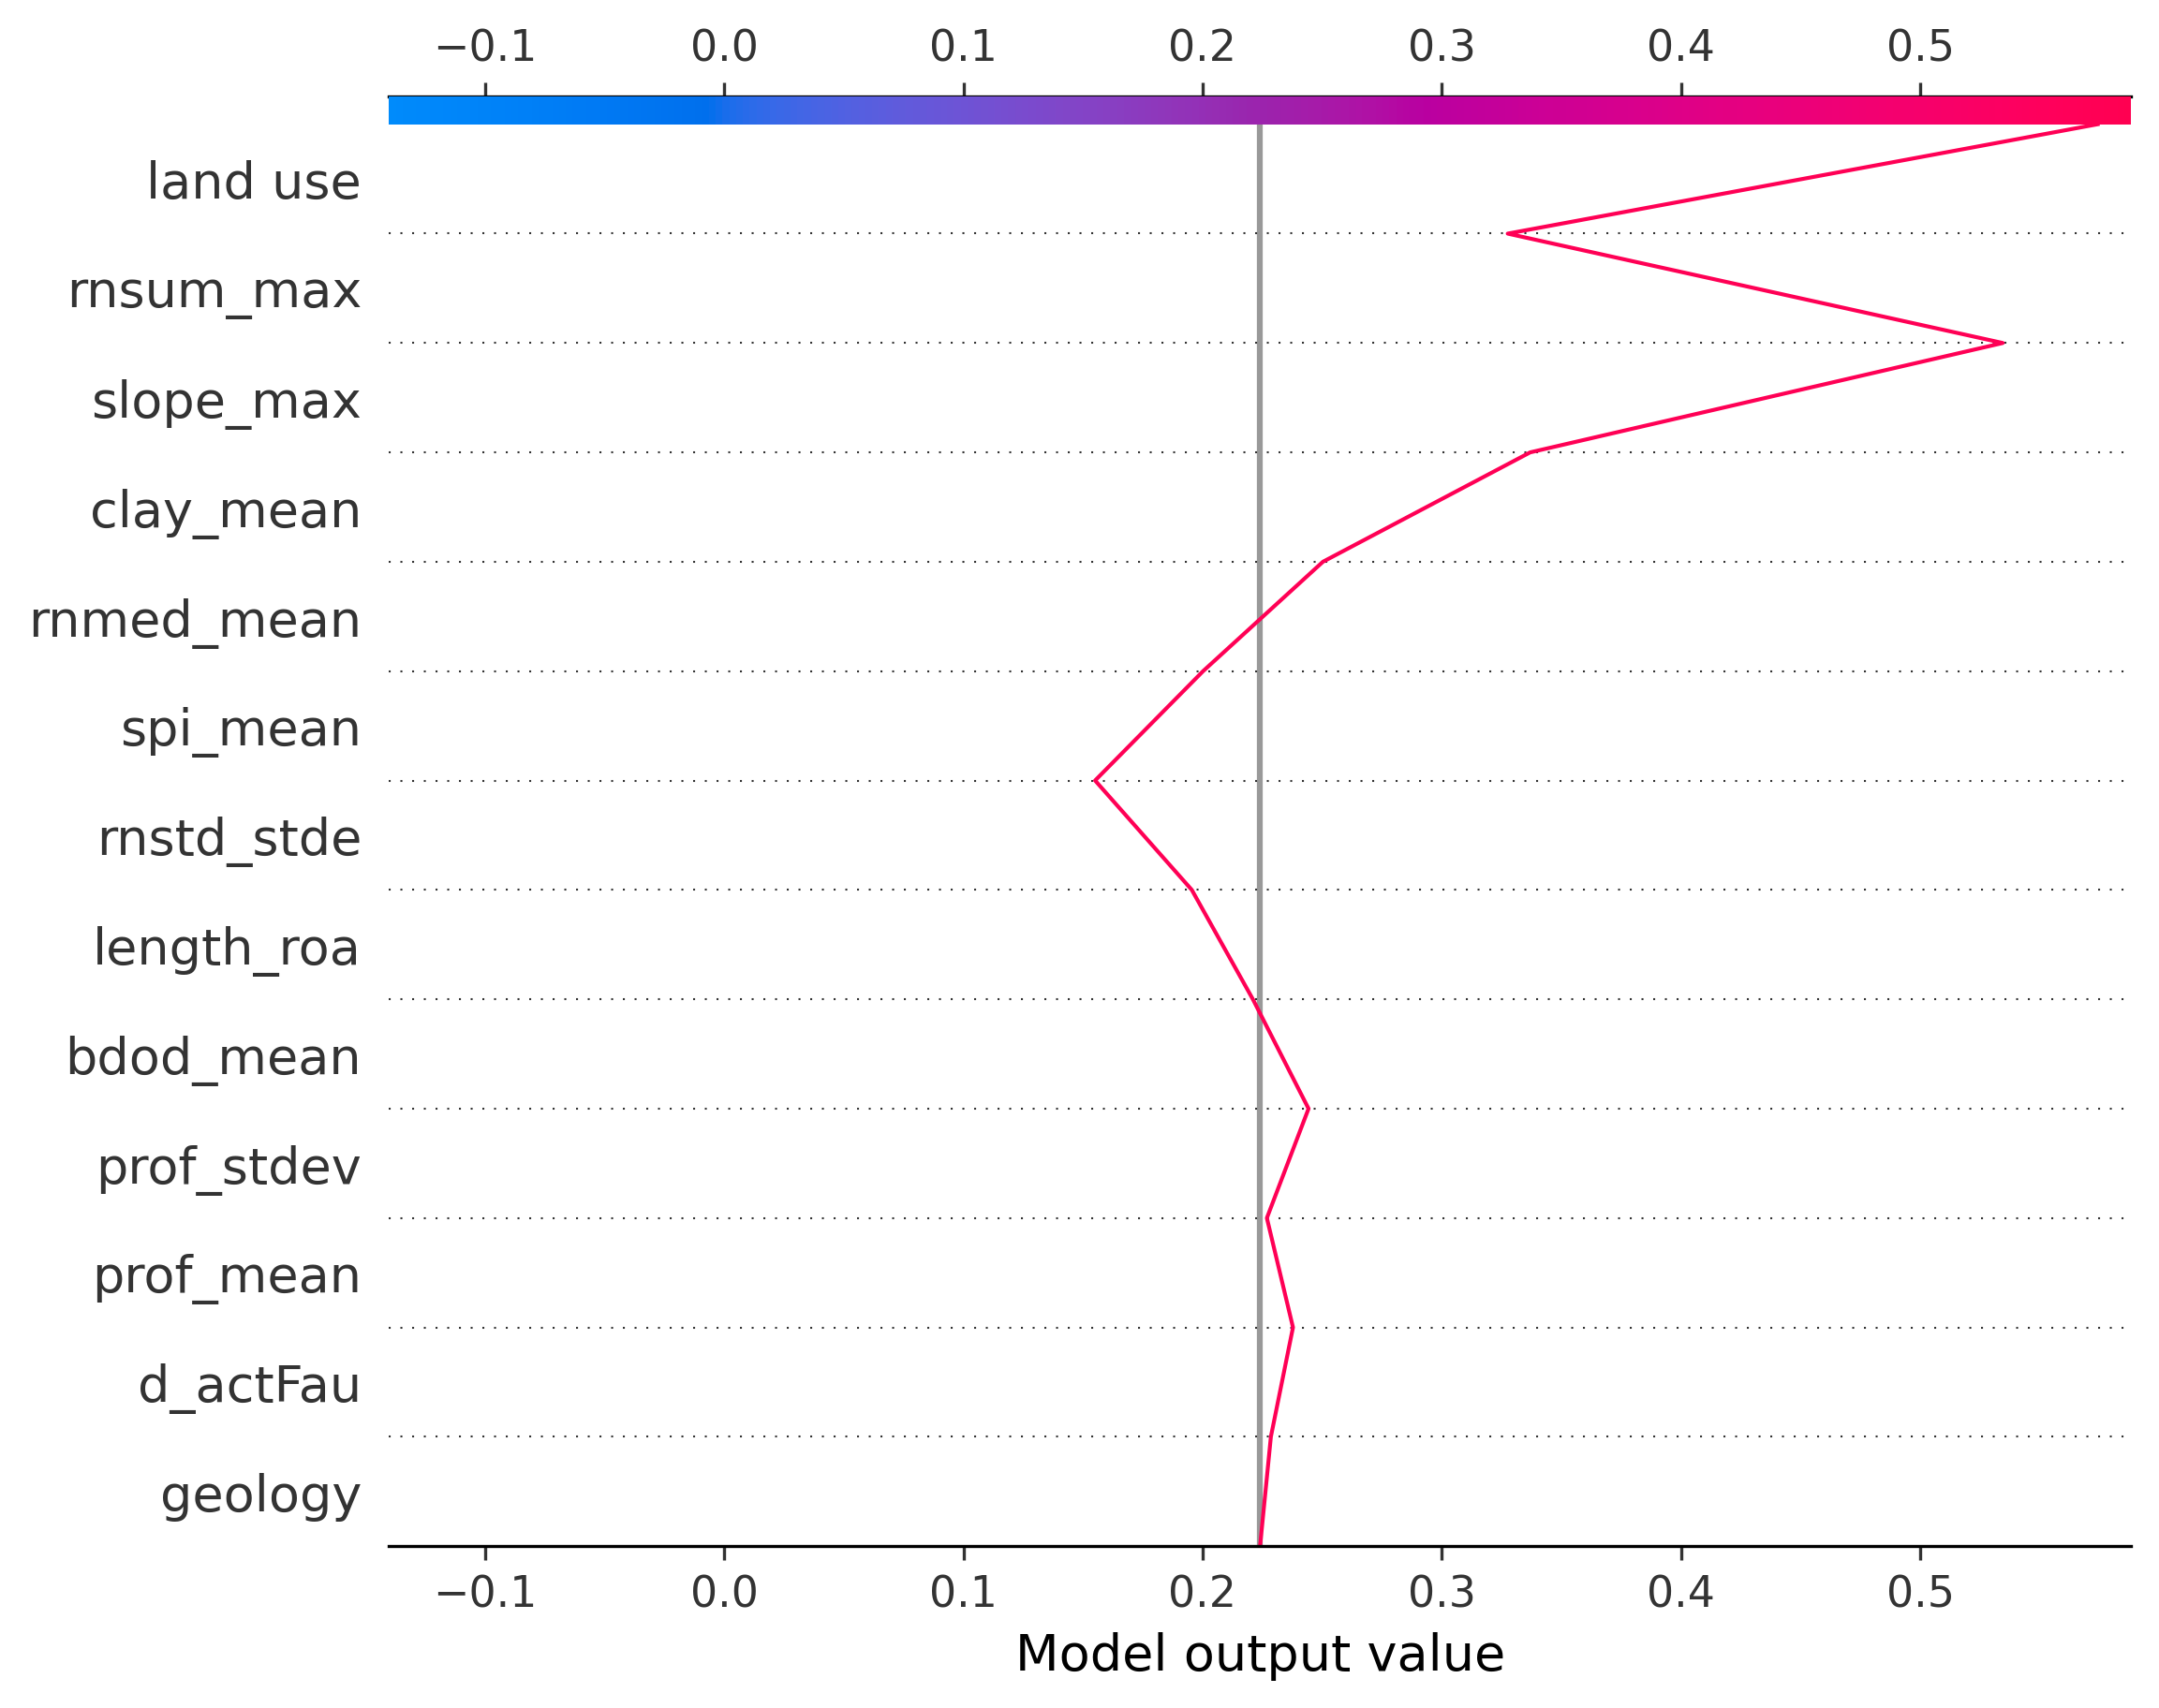 −0.1 0.0 0.1 0.2 0.3 0.4 0.5
land use
rnsum_max
slope_max
clay_mean
rnmed_mean
spi_mean
rnstd_stde
length_roa
bdod_mean
prof_stdev
prof_mean
d_actFau
geology
−0.1 0.0 0.1 0.2 0.3 0.4 0.5
Model output value